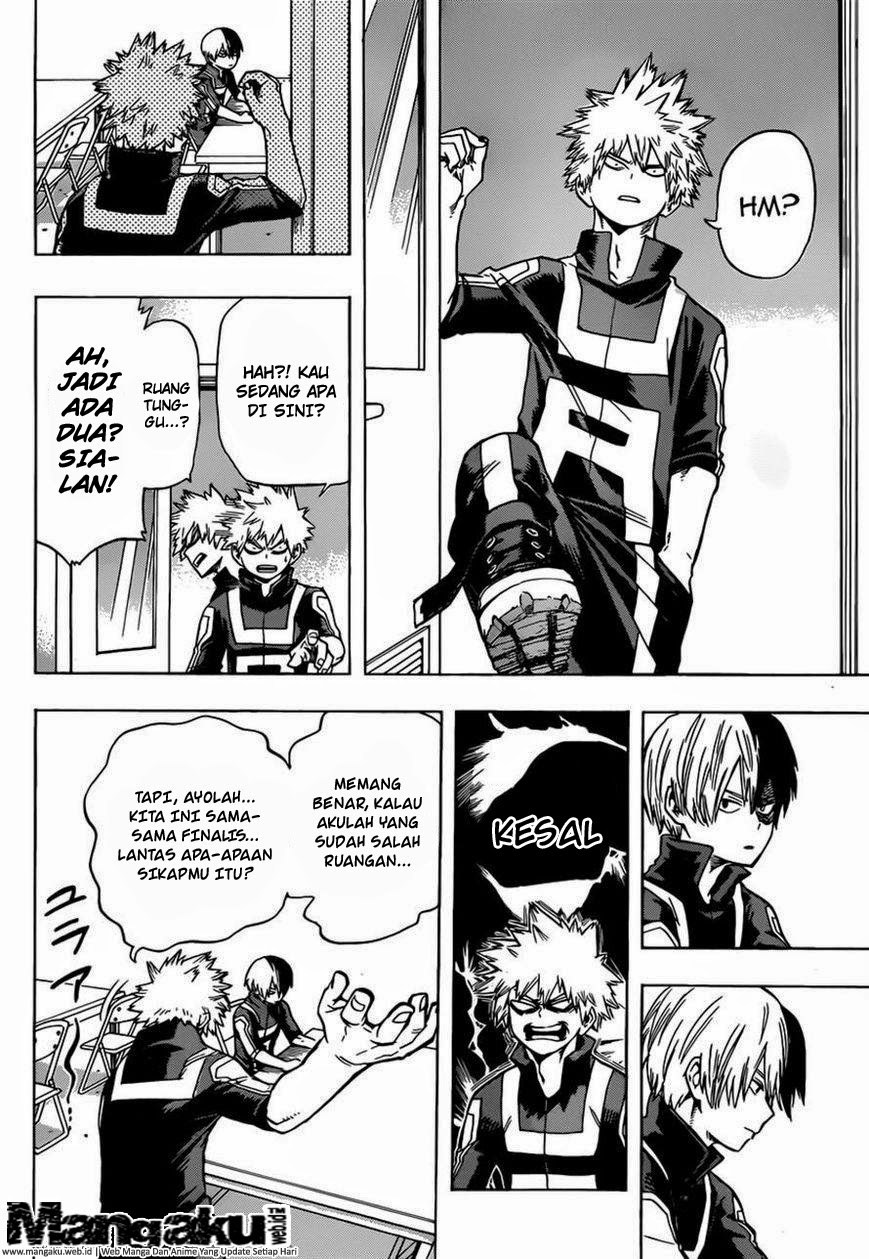 HM?
HAH?! KAU
SEDANG APA
DI SINI?
RUANG
TUNG-
GU...?
AH,
JADI
ADA
DUA?
SIA-
LAN!
KESAL
MEMANG
BENAR, KALAU
AKULAH YANG
SUDAH SALAH
RUANGAN...
TAPI, AYOLAH...
KITA INI SAMA-
SAMA FINALIS...
LANTAS APA-APAAN
SIKAPMU ITU?
ユラァ
Mangaku
www.mangaku.web.id | Web Manga Dan Anime Yang Update Setiap Hari